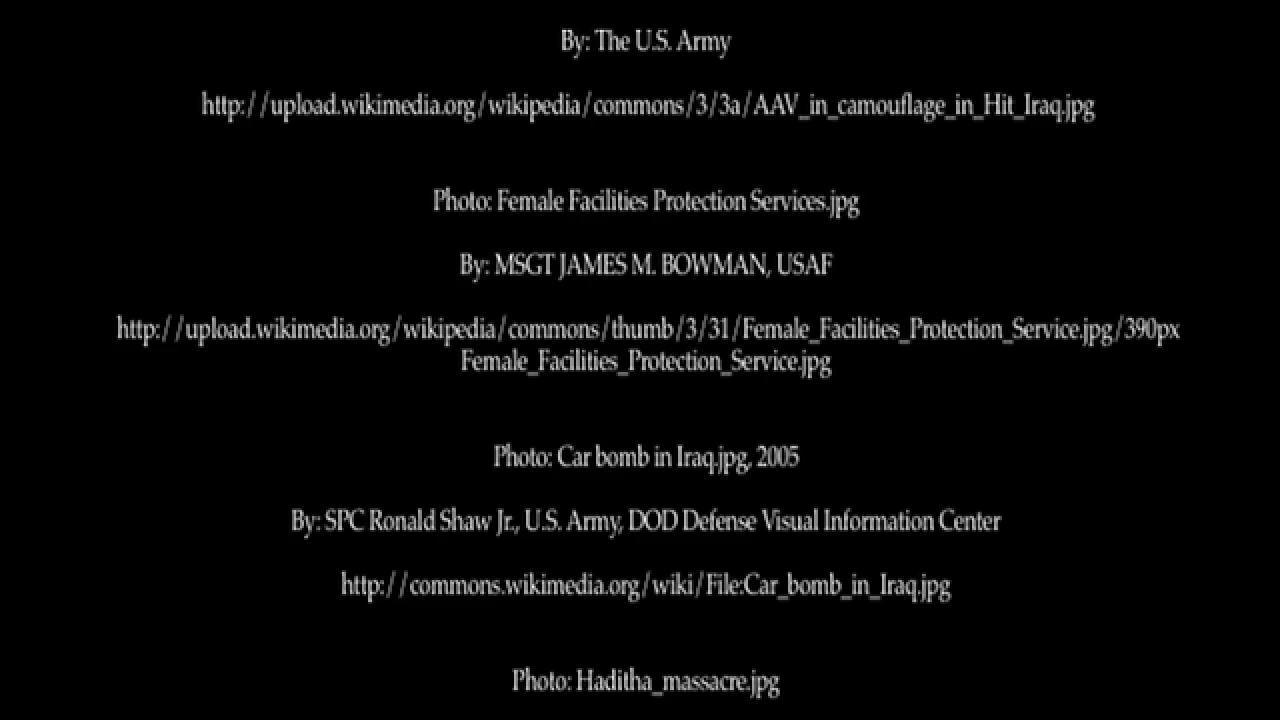 By: The U.S. Army
http://upload.wikimedia.org/wikipedia/commons/3/3a/AAV_in_camouflage_in_Hit_Iraq.jpg
Photo: Female Facilities Protection Services.jpg
By: MSGT JAMES M. BOWMAN, USAF
http://upload.wikimedia.org/wikipedia/commons/thumb/3/31/Female_Facilities_Protection_Service.jpg/390px
Female_Facilities_Protection_Service.jpg
Photo: Car bomb in Iraq.jpg, 2005
By: SPC Ronald Shaw Jr., U.S. Army, DOD Defense Visual Information Center
http://commons.wikimedia.org/wiki/File:Car_bomb_in_Iraq.jpg
Photo: Haditha_massacre.jpg